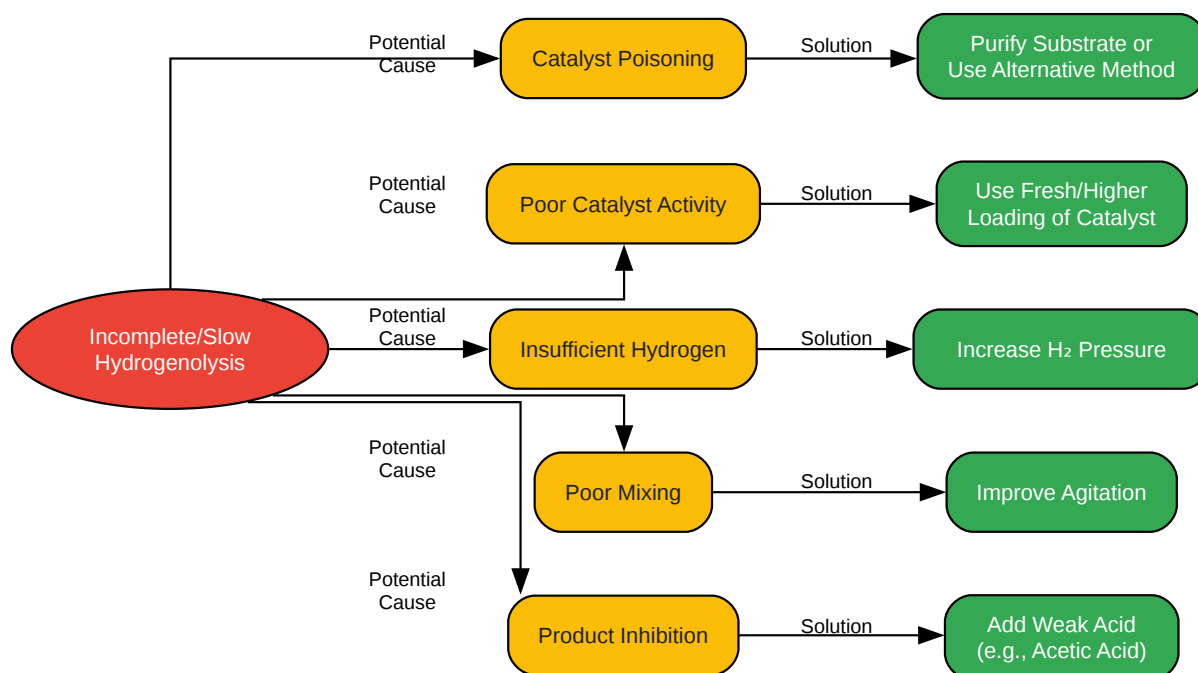 Potential
Cause
Catalyst Poisoning
Solution
Purify Substrate or
Use Alternative Method
Potential
Cause
Poor Catalyst Activity
Solution
Use Fresh/Higher
Loading of Catalyst
Incomplete/Slow
Hydrogenolysis
Potential
Cause
Insufficient Hydrogen
Solution
Increase H₂ Pressure
Potential
Cause
Poor Mixing
Solution
Improve Agitation
Potential
Cause
Product Inhibition
Solution
Add Weak Acid
(e.g., Acetic Acid)